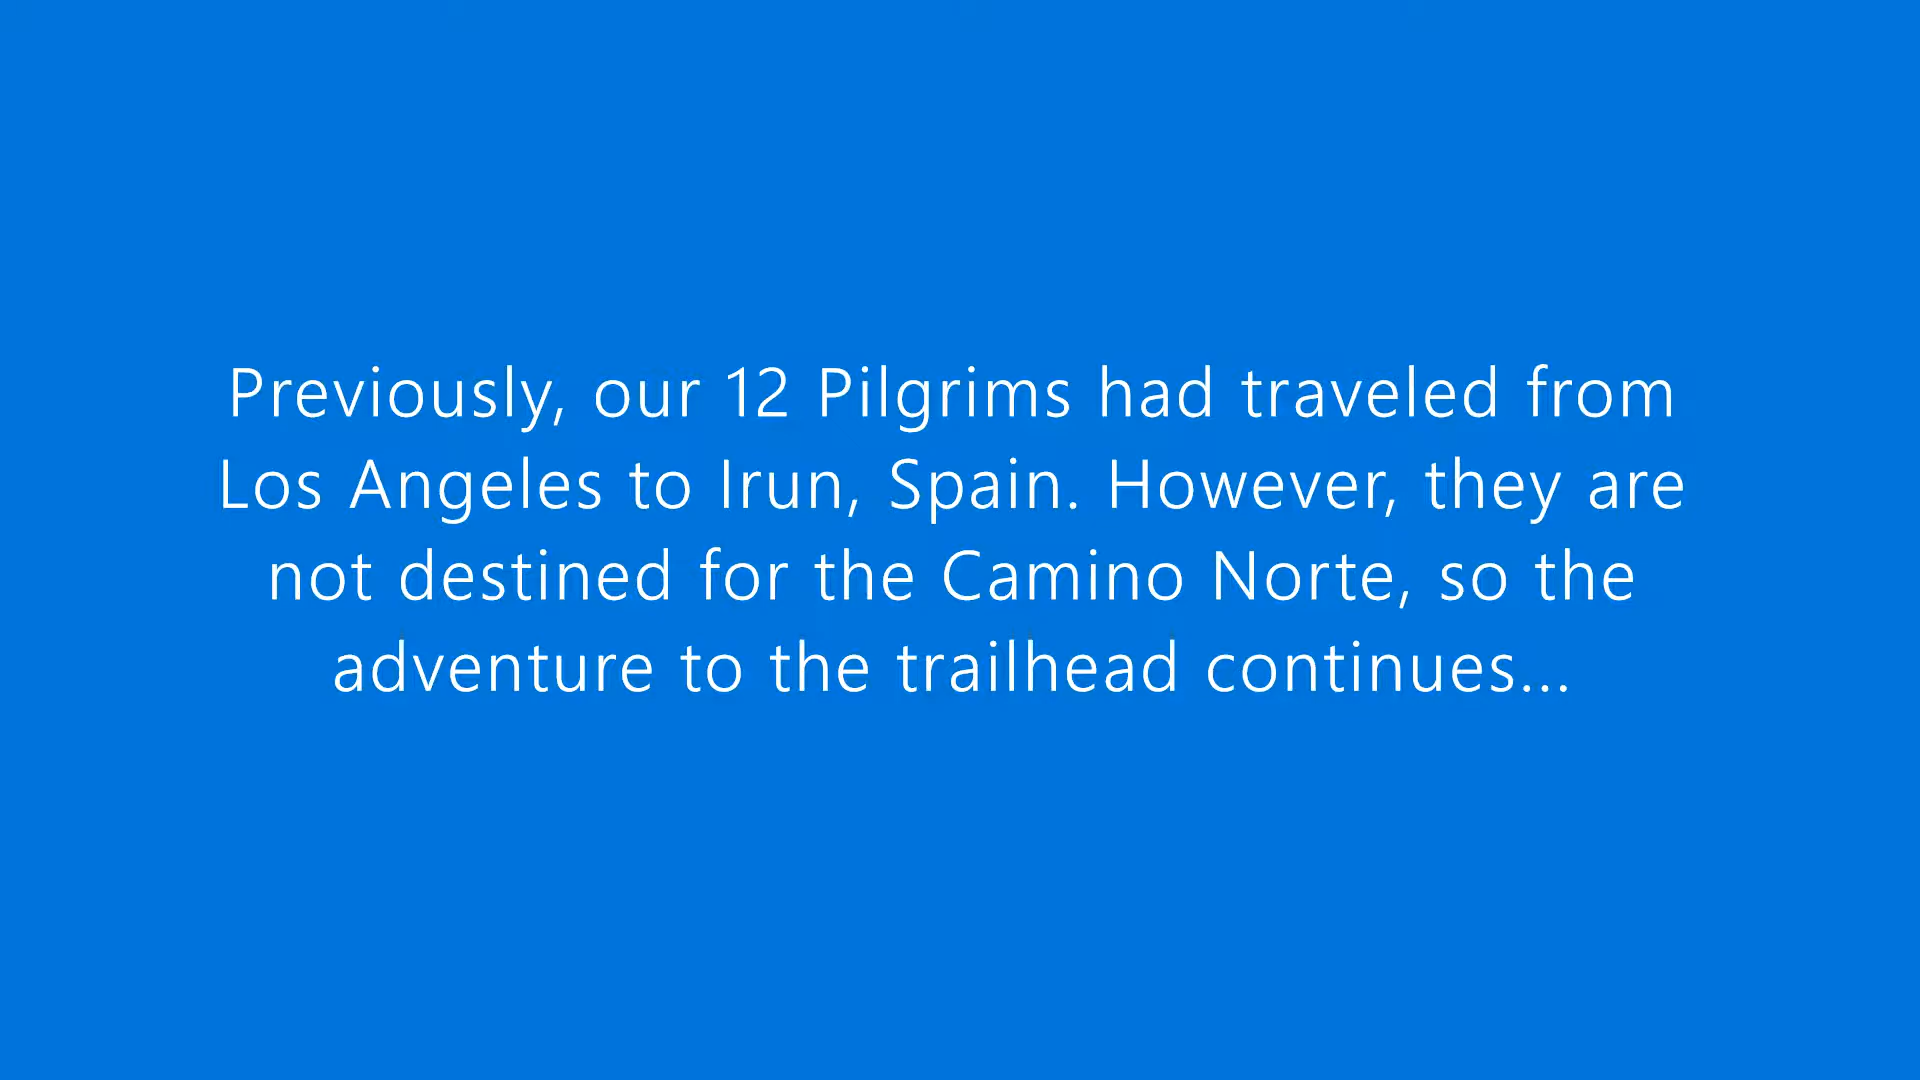 Previously, our 12 Pilgrims had traveled from
Los Angeles to Irun, Spain. However, they are
not destined for the Camino Norte, so the
adventure to the trailhead continues...